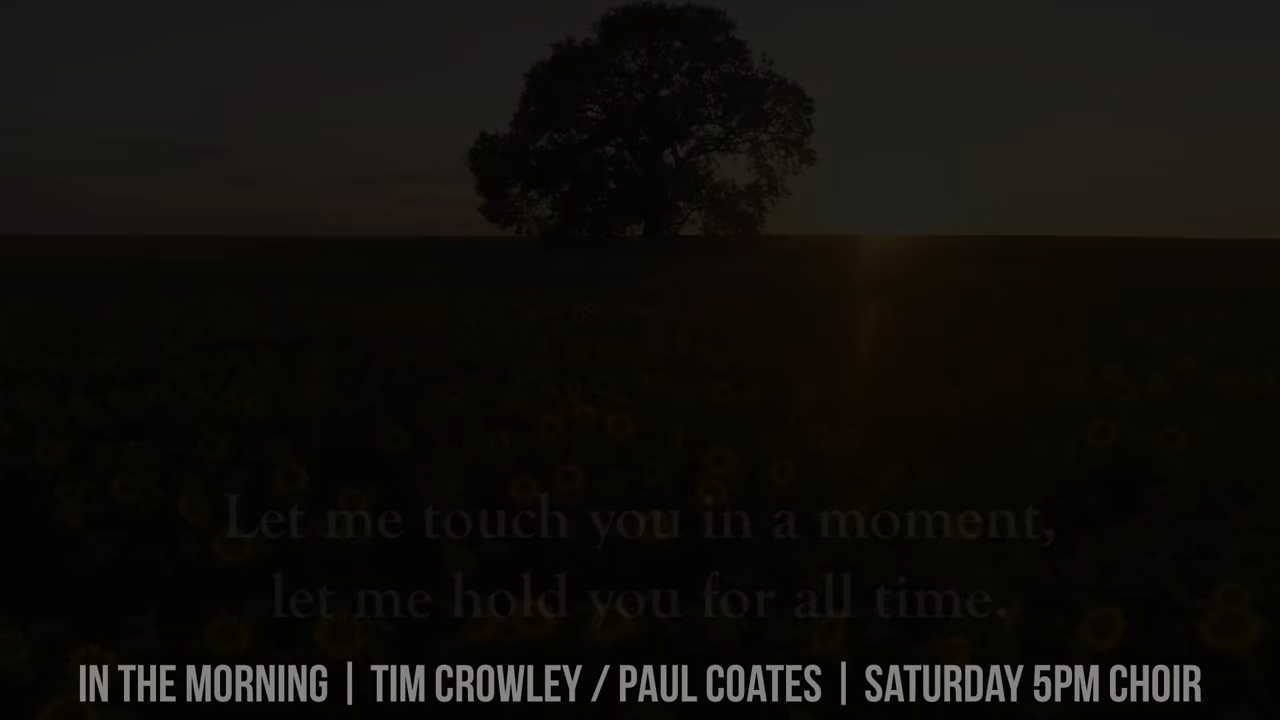 Let me touch you in a moment,
let me hold you for all time.
IN THE MORNING | TIM CROWLEY / PAUL COATES | SATURDAY 5PM CHOIR